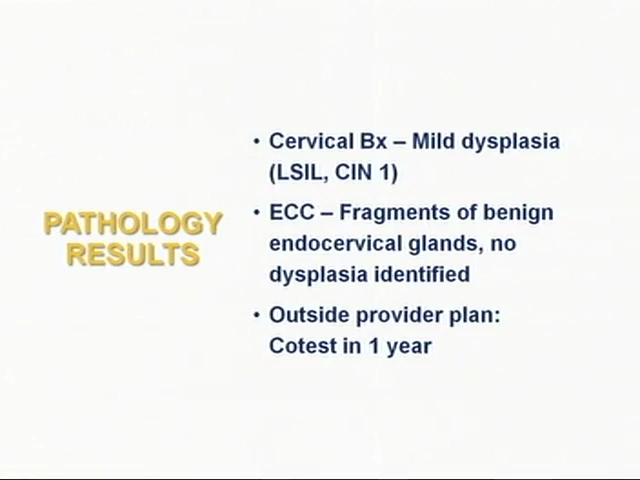 PATHOLOGY
RESULTS
• Cervical Bx – Mild dysplasia
(LSIL, CIN 1)
• ECC – Fragments of benign
endocervical glands, no
dysplasia identified
• Outside provider plan:
Cotest in 1 year